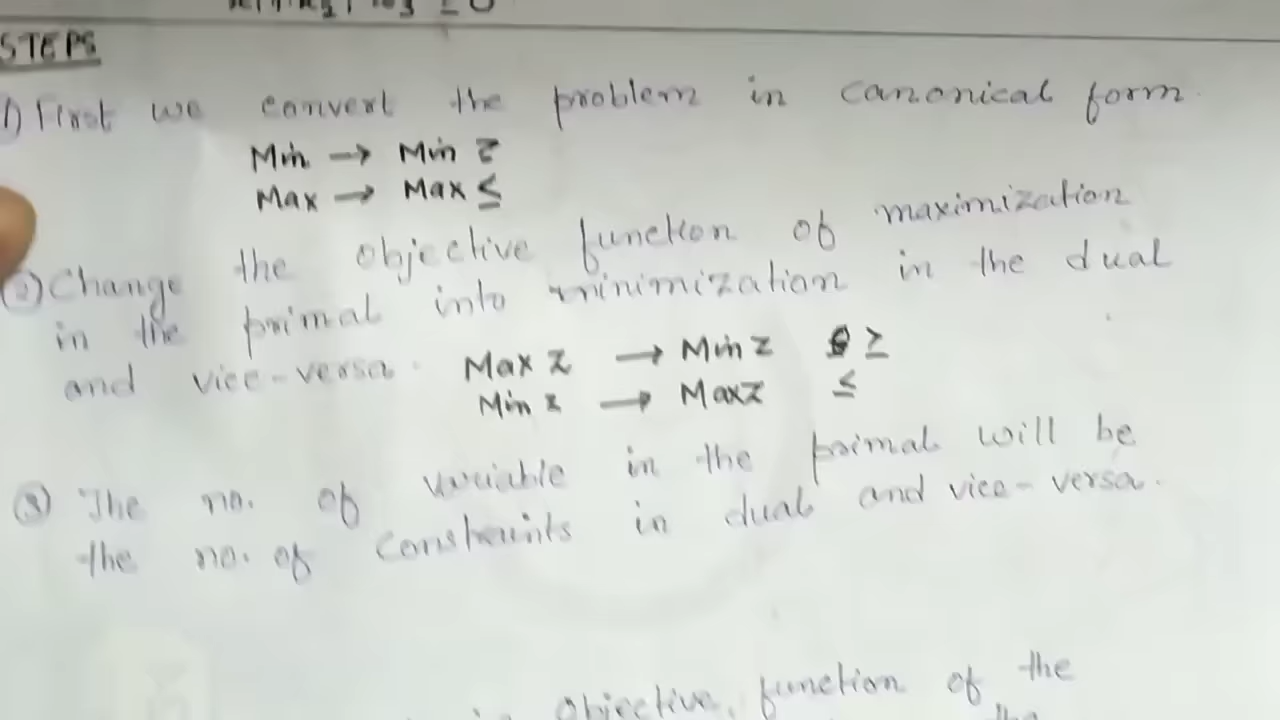 ≥ 0
STEPS
1) First we convert the problem in canonical form.
Min → Min ≥
Max → Max ≤
(2) Change the objective function of maximization
in the primal into minimization in the dual
and vice-versa.
Max Z → Min Z ≥
Min Z → Max Z ≤
(3) The no. of variable in the primal will be
the no. of constraints in dual and vice-versa.
objective function of the
the